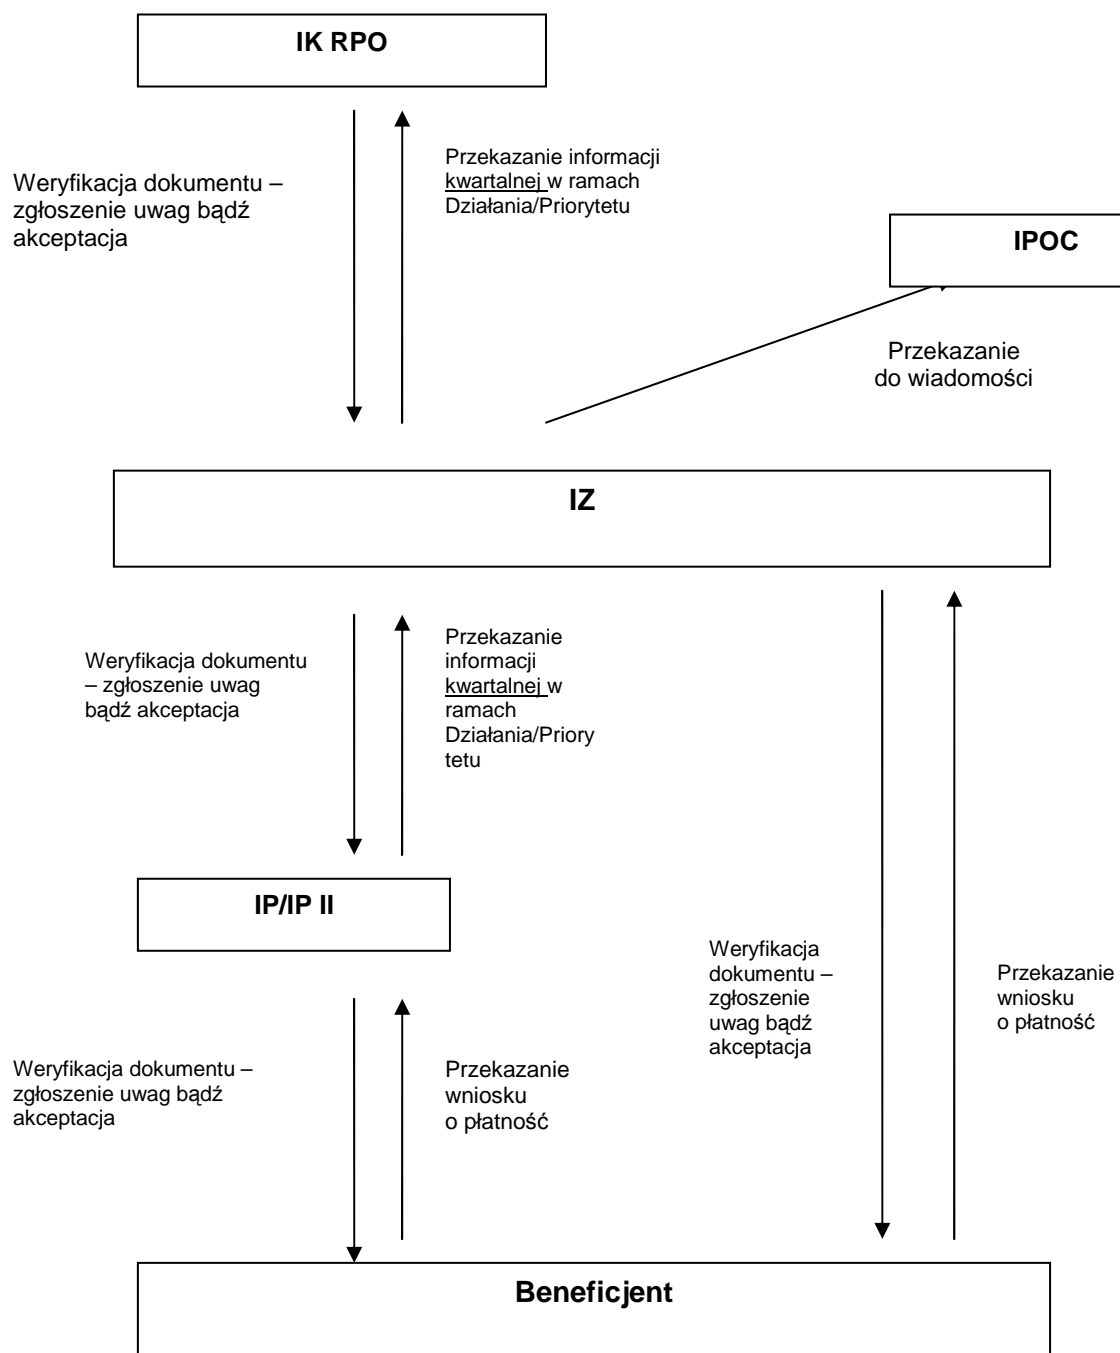 IK RPO
Weryfikacja dokumentu –
zgłoszenie uwag bądź
akceptacja
Przekazanie informacji
kwartalnej w ramach
Działania/Priorytetu
IPOC
Przekazanie
do wiadomości
IZ
Weryfikacja dokumentu
– zgłoszenie uwag
bądź akceptacja
Przekazanie
informacji
kwartalnej w
ramach
Działania/Priory
tetu
IP/IP II
Weryfikacja
dokumentu –
zgłoszenie
uwag bądź
akceptacja
Przekazanie
wniosku
o płatność
Weryfikacja dokumentu –
zgłoszenie uwag bądź
akceptacja
Przekazanie
wniosku
o płatność
Beneficjent